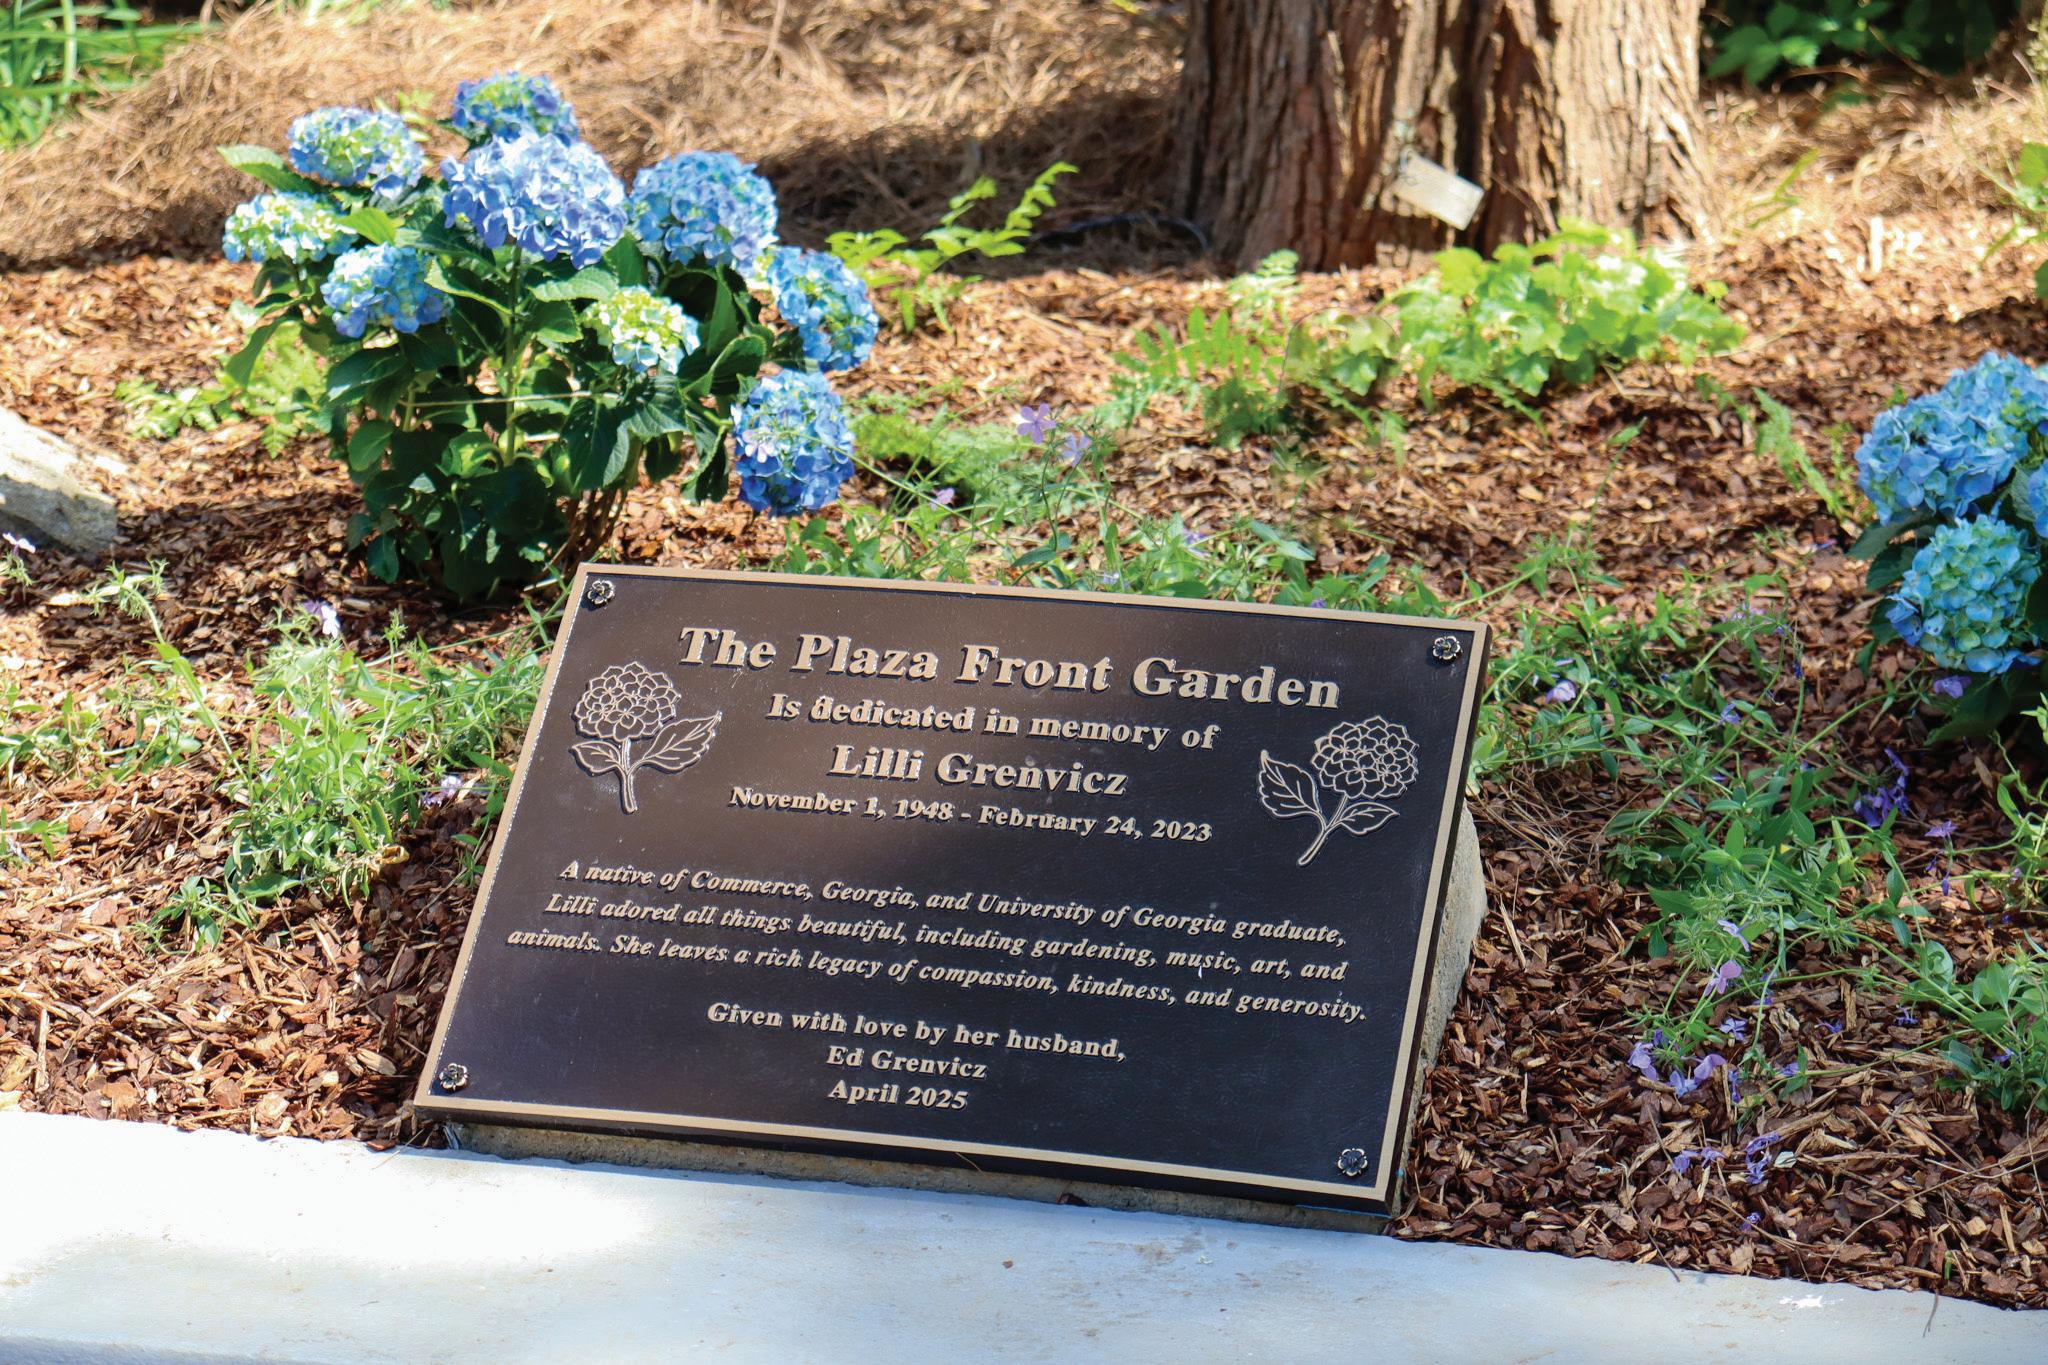 The Plaza Front Garden
Is dedicated in memory of
Lilli Grenvicz
November 1, 1948 - February 24, 2023
A native of Commerce, Georgia, and University of Georgia graduate,
Lilli adored all things beautiful, including gardening, music, art, and
animals. She leaves a rich legacy of compassion, kindness, and generosity.
Given with love by her husband,
Ed Grenvicz
April 2025